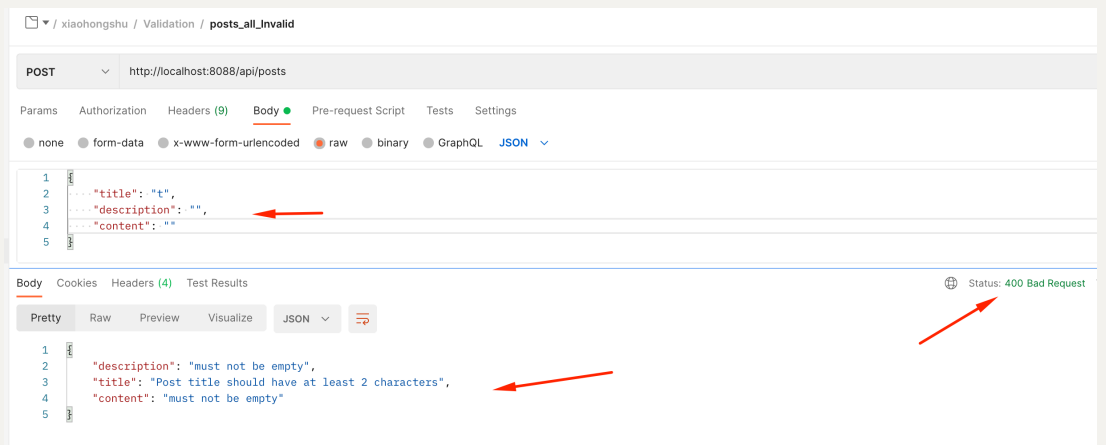 / xiaohongshu / Validation / posts_all_Invalid
POST http://localhost:8088/api/posts
Params Authorization Headers (9) Body Pre-request Script Tests Settings
none form-data x-www-form-urlencoded raw binary GraphQL JSON
1 {
2 "title": "t",
3 "description": "",
4 "content": ""
5 }
Body Cookies Headers (4) Test Results Status: 400 Bad Request
Pretty Raw Preview Visualize JSON
1 {
2 "description": "must not be empty",
3 "title": "Post title should have at least 2 characters",
4 "content": "must not be empty"
5 }